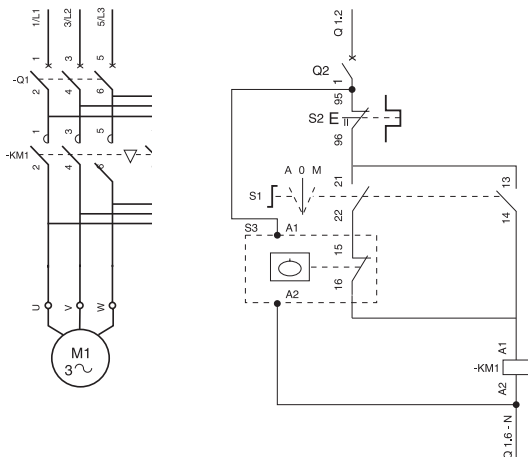 1/L1 3/L2 5/L3
1 3 5
-Q1
2 4 6
1 3 5
-KM1
2 4 6
U V W
M1
3
Q 1.2
Q2
1
95
S2 E II
96
A 0 M
S1
21 13
22 14
S3 A1
15
16
A2
A1
-KM1
A2
Q 1.6 - N